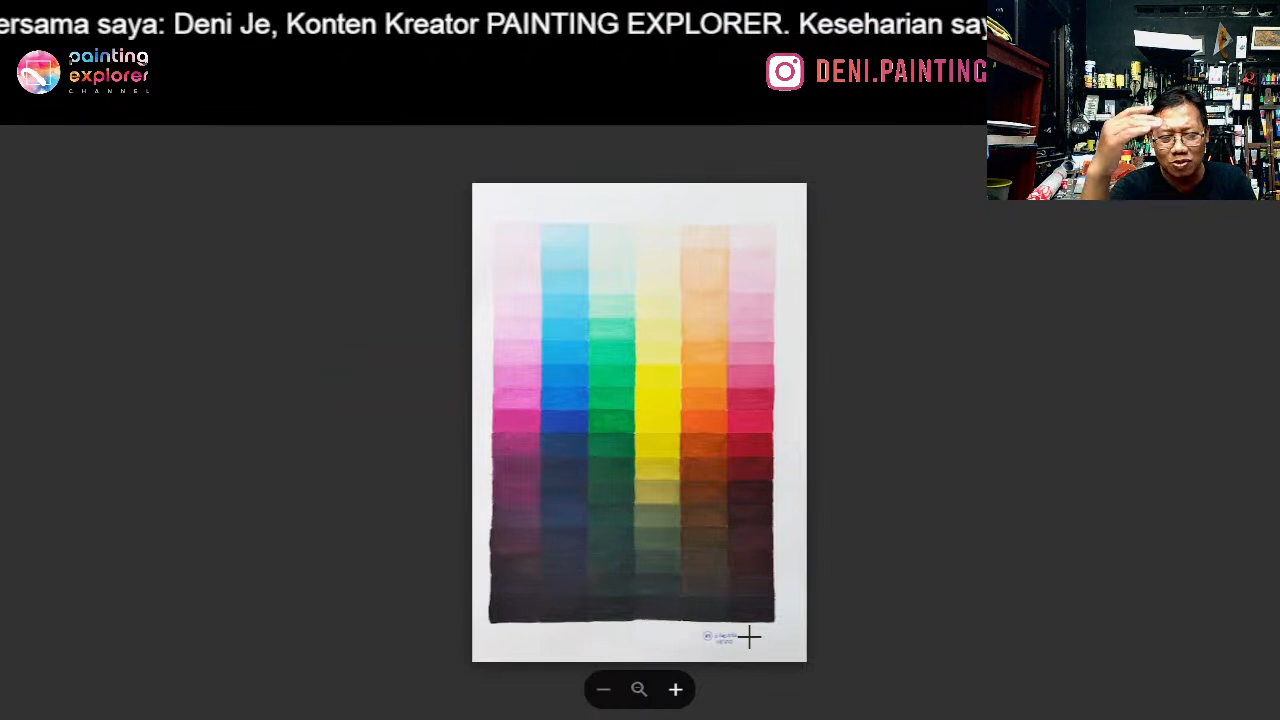 ersama saya: Deni Je, Konten Kreator PAINTING EXPLORER. Keseharian say
painting
explorer
CHANNEL
DENI.PAINTING